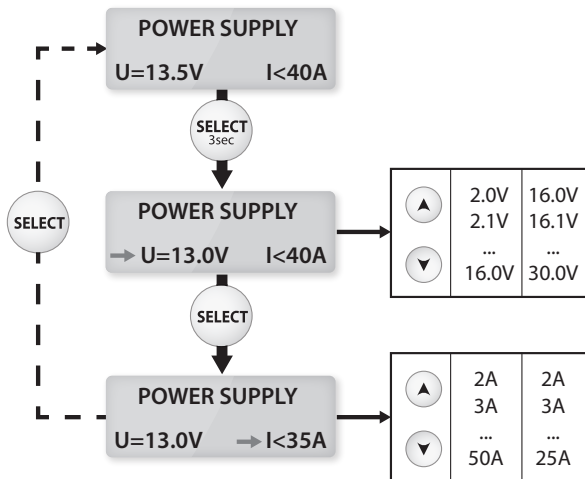 POWER SUPPLY
U=13.5V I<40A
SELECT
3sec
POWER SUPPLY
U=13.0V I<40A
2.0V 16.0V
2.1V 16.1V
... ...
16.0V 30.0V
SELECT
SELECT
POWER SUPPLY
U=13.0V I<35A
2A 2A
3A 3A
... ...
50A 25A